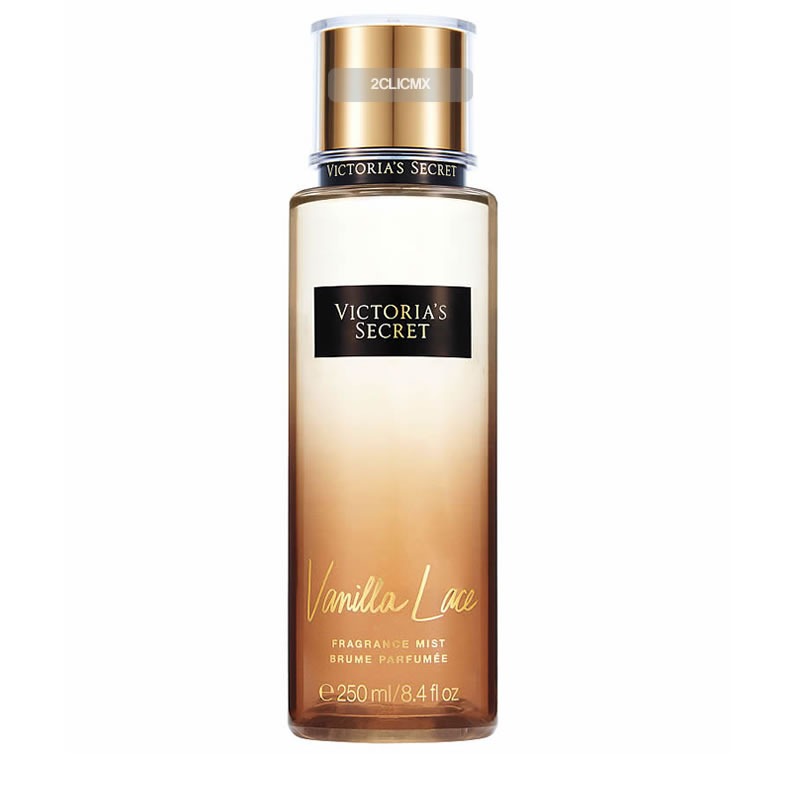 2CLICMX
VICTORIA'S SECRET
VICTORIA'S
SECRET
Vanilla Lace
FRAGRANCE MIST
BRUME PARFUMÉE
℮ 250 ml/8.4 fl oz